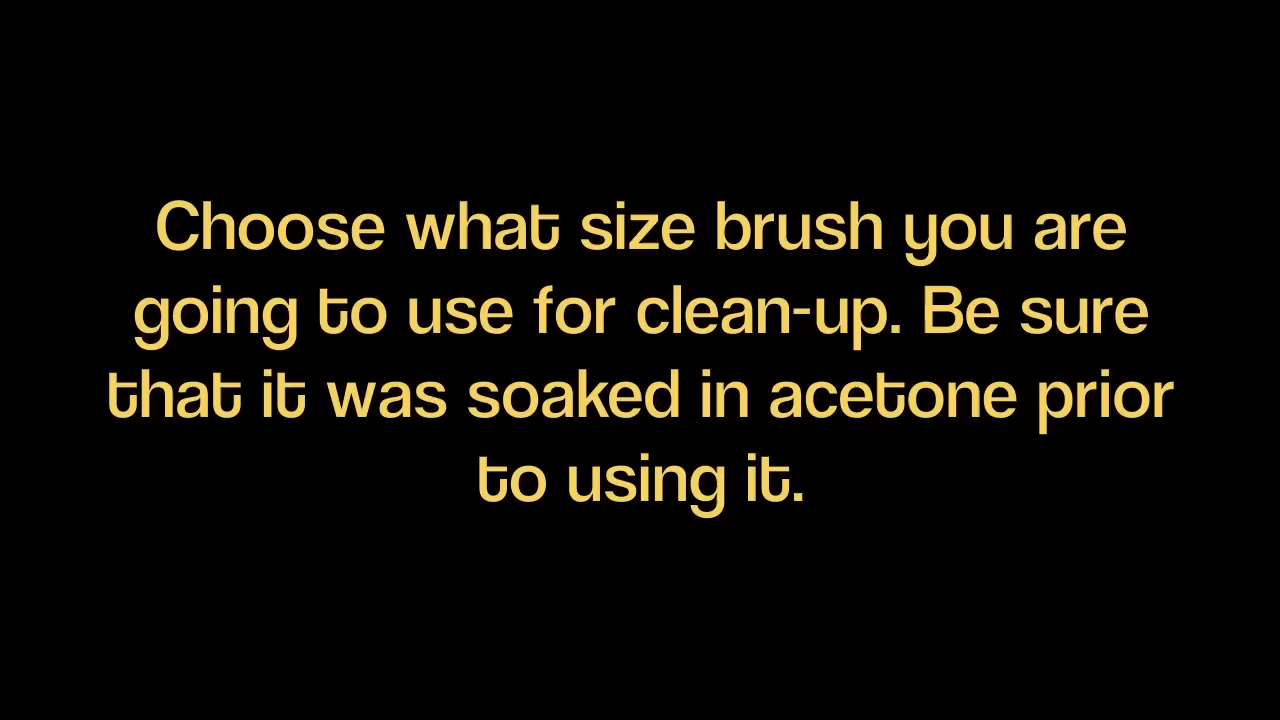 Choose what size brush you are
going to use for clean-up. Be sure
that it was soaked in acetone prior
to using it.